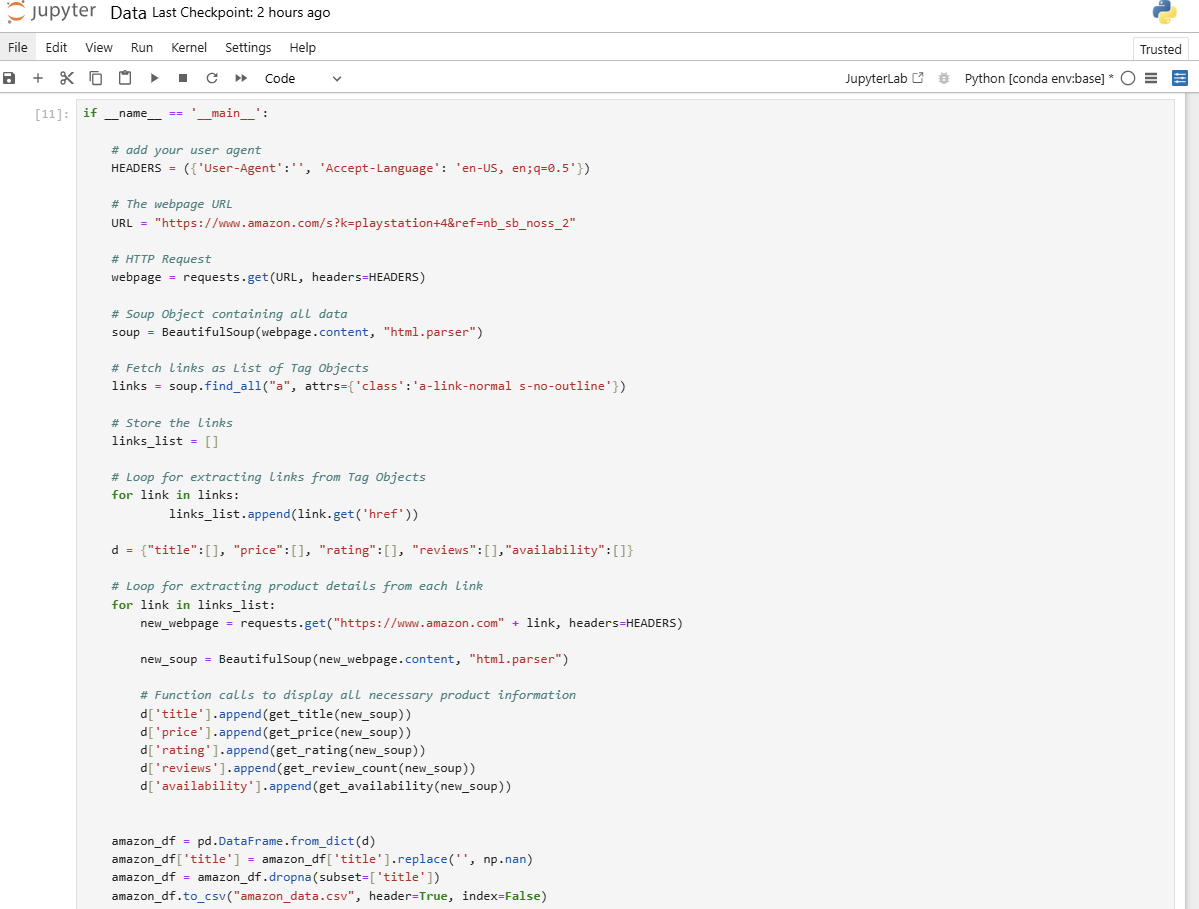 jupyter Data Last Checkpoint: 2 hours ago
File Edit View Run Kernel Settings Help Trusted
Code JupyterLab Python [conda env:base] *
[11]: if __name__ == '__main__':
# add your user agent
HEADERS = ({'User-Agent':'', 'Accept-Language': 'en-US, en;q=0.5'})
# The webpage URL
URL = "https://www.amazon.com/s?k=playstation+4&ref=nb_sb_noss_2"
# HTTP Request
webpage = requests.get(URL, headers=HEADERS)
# Soup Object containing all data
soup = BeautifulSoup(webpage.content, "html.parser")
# Fetch links as List of Tag Objects
links = soup.find_all("a", attrs={'class':'a-link-normal s-no-outline'})
# Store the links
links_list = []
# Loop for extracting links from Tag Objects
for link in links:
links_list.append(link.get('href'))
d = {"title":[], "price":[], "rating":[], "reviews":[],"availability":[]}
# Loop for extracting product details from each link
for link in links_list:
new_webpage = requests.get("https://www.amazon.com" + link, headers=HEADERS)
new_soup = BeautifulSoup(new_webpage.content, "html.parser")
# Function calls to display all necessary product information
d['title'].append(get_title(new_soup))
d['price'].append(get_price(new_soup))
d['rating'].append(get_rating(new_soup))
d['reviews'].append(get_review_count(new_soup))
d['availability'].append(get_availability(new_soup))
amazon_df = pd.DataFrame.from_dict(d)
amazon_df['title'] = amazon_df['title'].replace('', np.nan)
amazon_df = amazon_df.dropna(subset=['title'])
amazon_df.to_csv("amazon_data.csv", header=True, index=False)